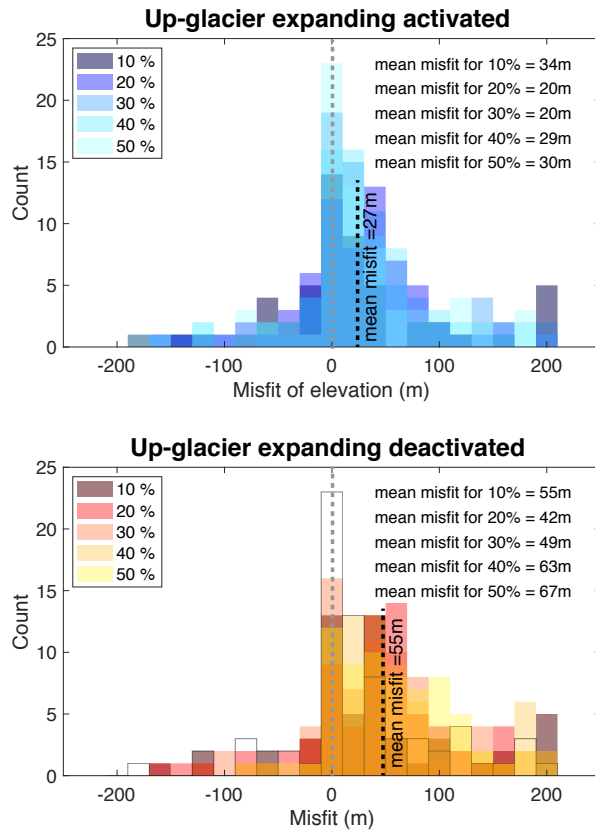 Up-glacier expanding activated
25
20
15
10
5
0
Count
10 %
20 %
30 %
40 %
50 %
mean misfit for 10% = 34m
mean misfit for 20% = 20m
mean misfit for 30% = 20m
mean misfit for 40% = 29m
mean misfit for 50% = 30m
mean misfit =27m
-200 -100 0 100 200
Misfit of elevation (m)
Up-glacier expanding deactivated
25
20
15
10
5
0
Count
10 %
20 %
30 %
40 %
50 %
mean misfit for 10% = 55m
mean misfit for 20% = 42m
mean misfit for 30% = 49m
mean misfit for 40% = 63m
mean misfit for 50% = 67m
mean misfit =55m
-200 -100 0 100 200
Misfit (m)